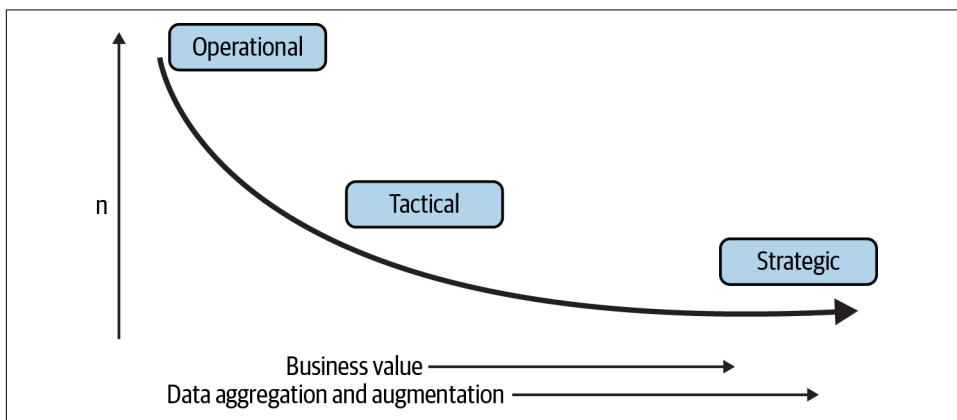 Operational
n
Tactical
Strategic
Business value
Data aggregation and augmentation